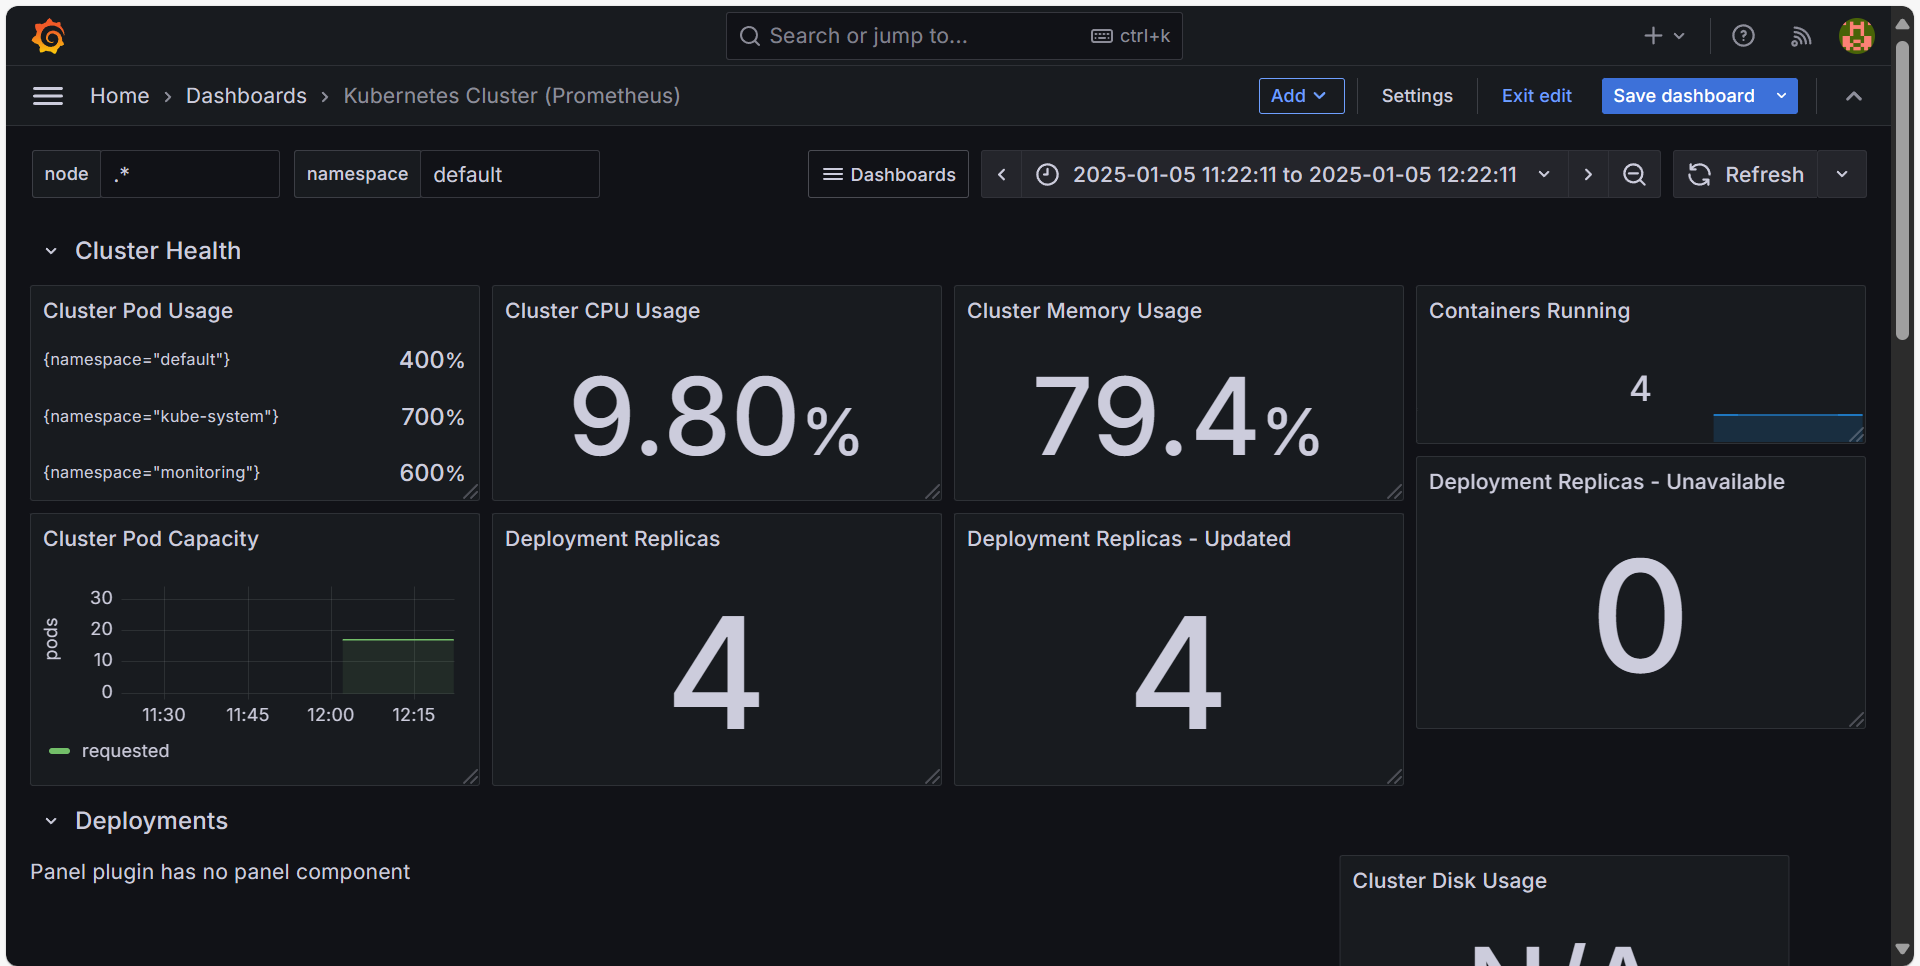 Search or jump to... ctrl+k
Home › Dashboards › Kubernetes Cluster (Prometheus)
Add Settings Exit edit Save dashboard
node .* namespace default Dashboards 2025-01-05 11:22:11 to 2025-01-05 12:22:11 Refresh
Cluster Health
Cluster Pod Usage
{namespace="default"} 400%
{namespace="kube-system"} 700%
{namespace="monitoring"} 600%
Cluster CPU Usage
9.80%
Cluster Memory Usage
79.4%
Containers Running
4
Deployment Replicas - Unavailable
0
Cluster Pod Capacity
pods
30
20
10
0
11:30 11:45 12:00 12:15
requested
Deployment Replicas
4
Deployment Replicas - Updated
4
Deployments
Panel plugin has no panel component
Cluster Disk Usage
N/A